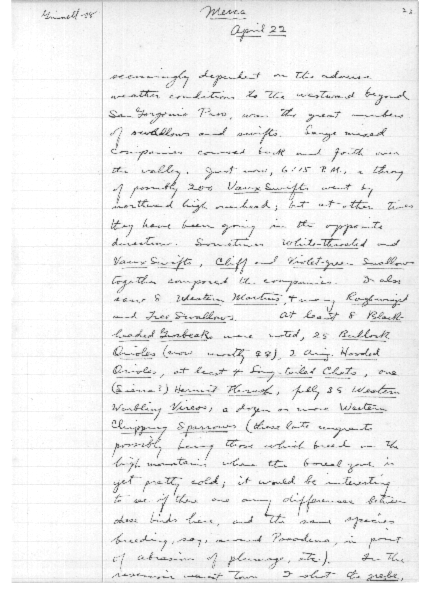 Grinnell-08
Mecca
23
April 22
seemingly dependent on the adverse
weather conditions to the westward beyond
San Gorgonio Pass, was the great numbers
of swallows and swifts. Large mixed
companies coursed back and forth over
the valley. Just now, 6:15 P.M., a throng
of possibly 200 Vaux Swifts went by
northward high overhead; but at other times
they have been going in the opposite
direction. Sometimes White-throated and
Vaux Swifts, Cliff and Violet-green Swallows
together composed the companies. I also
saw 8 Western Martins, & many Rough-winged
and Tree Swallows. At least 8 Black-
headed Grosbeaks were noted, 25 Bullock
Orioles (now mostly ♀♀), 2 Ariz. Hooded
Orioles, at least 4 Long-tailed Chats, one
(Sierra?) Hermit Thrush, fully 35 Western
Warbling Vireos, a dozen or more Western
Chipping Sparrows (these late migrants
possibly being those which breed in the
high mountains where the boreal zone is
yet pretty cold; it would be interesting
to see if there are any differences between
these birds here, and the same species
breeding, say, around Pasadena, in point
of abrasion of plumage, etc.). In the
reservoir west town I shot the grebe,